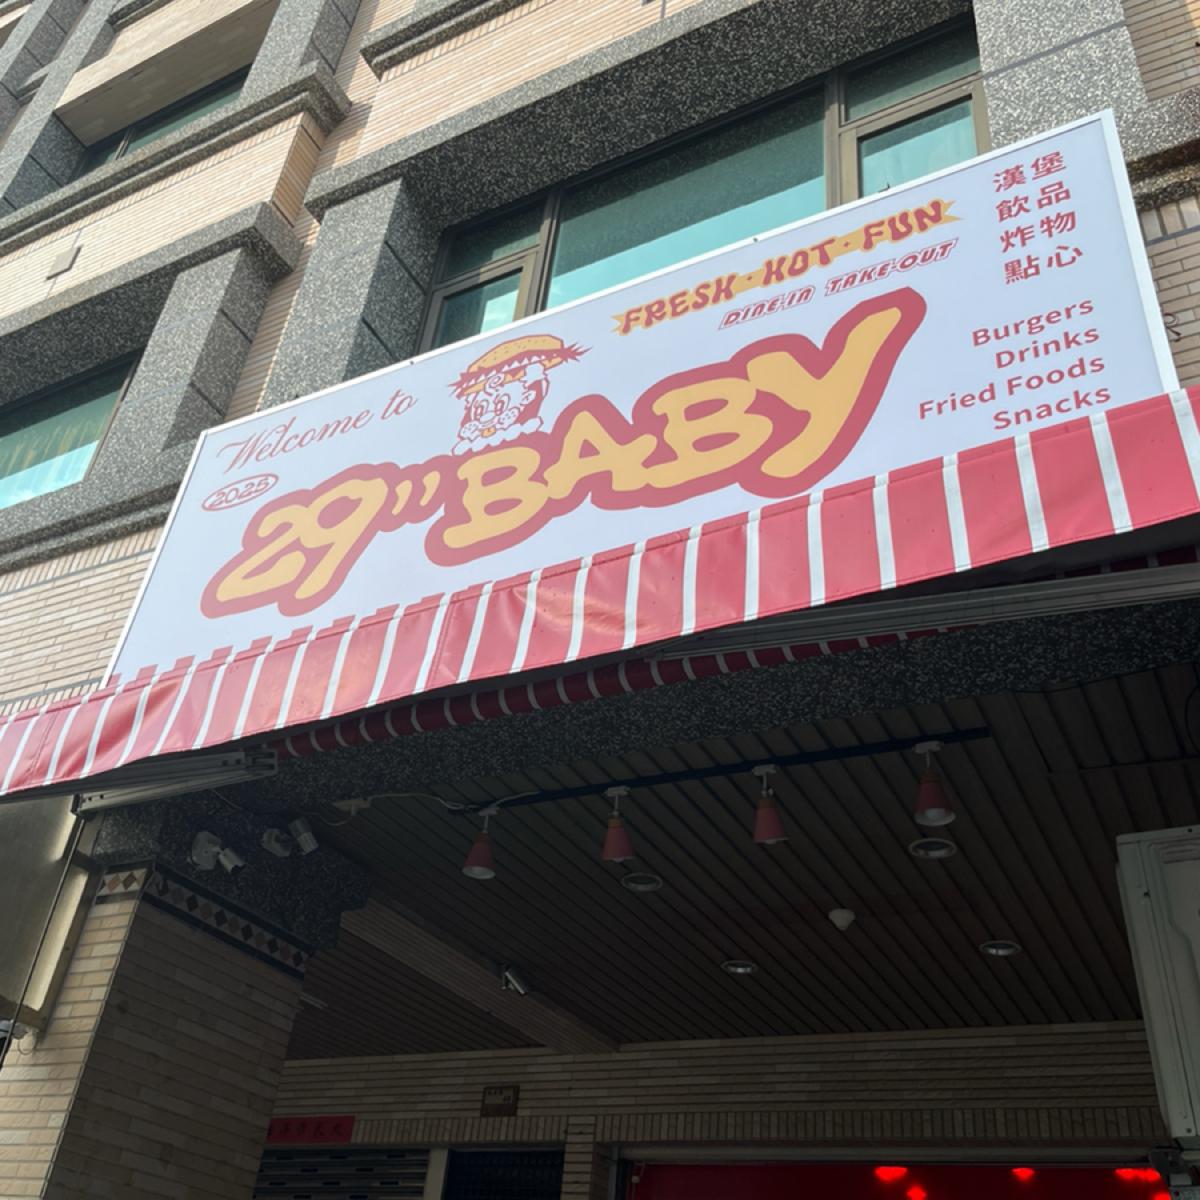 Welcome to
2025
29" BABY
FRESH · HOT · FUN
DINE-IN TAKE-OUT
漢堡
飲品
炸物
點心
Burgers
Drinks
Fried Foods
Snacks